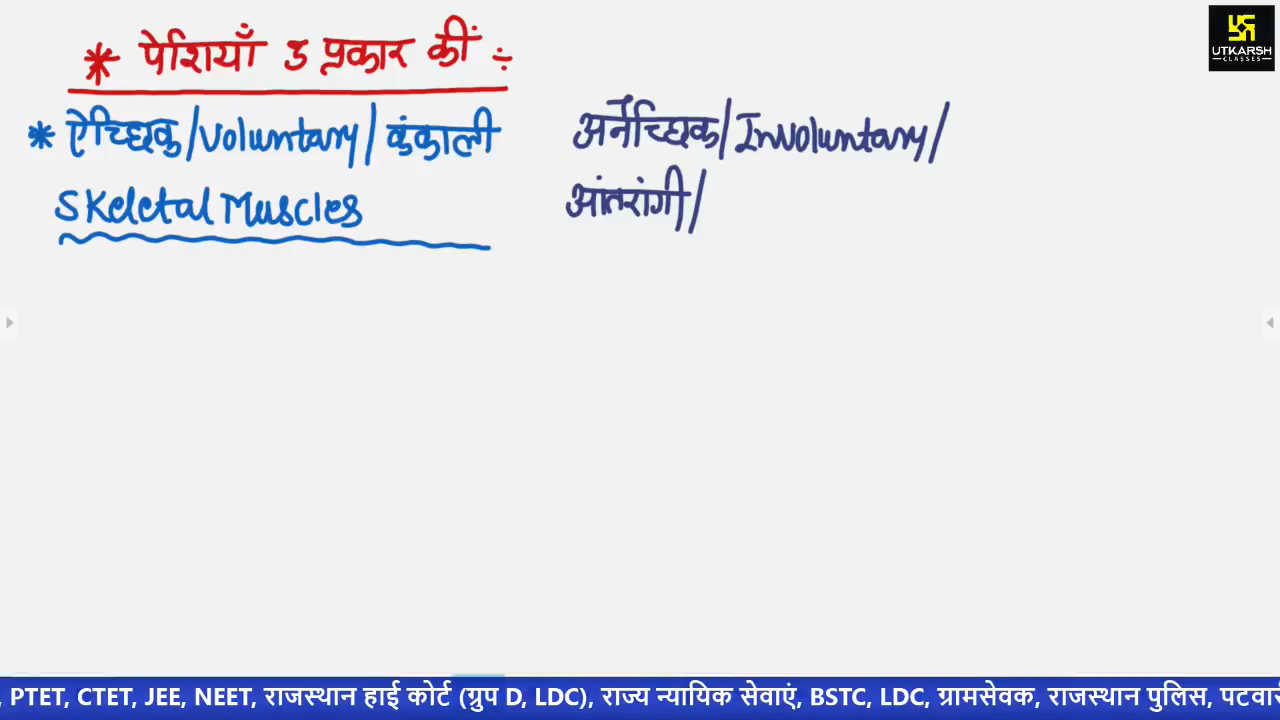 * पेशियाँ 3 प्रकार कीं ÷
* ऐच्छिक/Voluntary/कंकाली
Skeletal Muscles
अनैच्छिक/Involuntary/
आंतरांगी/
UTKARSH
CLASSES
, PTET, CTET, JEE, NEET, राजस्थान हाई कोर्ट (ग्रुप D, LDC), राज्य न्यायिक सेवाएं, BSTC, LDC, ग्रामसेवक, राजस्थान पुलिस, पटवारी